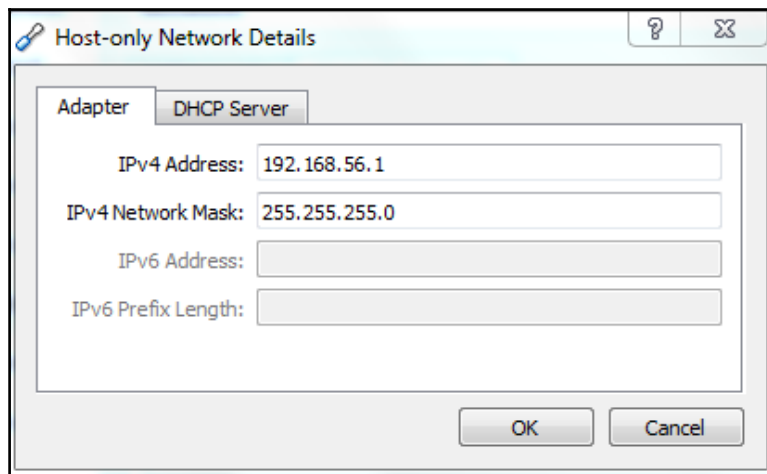 Host-only Network Details
Adapter DHCP Server
IPv4 Address: 192.168.56.1
IPv4 Network Mask: 255.255.255.0
IPv6 Address:
IPv6 Prefix Length:
OK Cancel